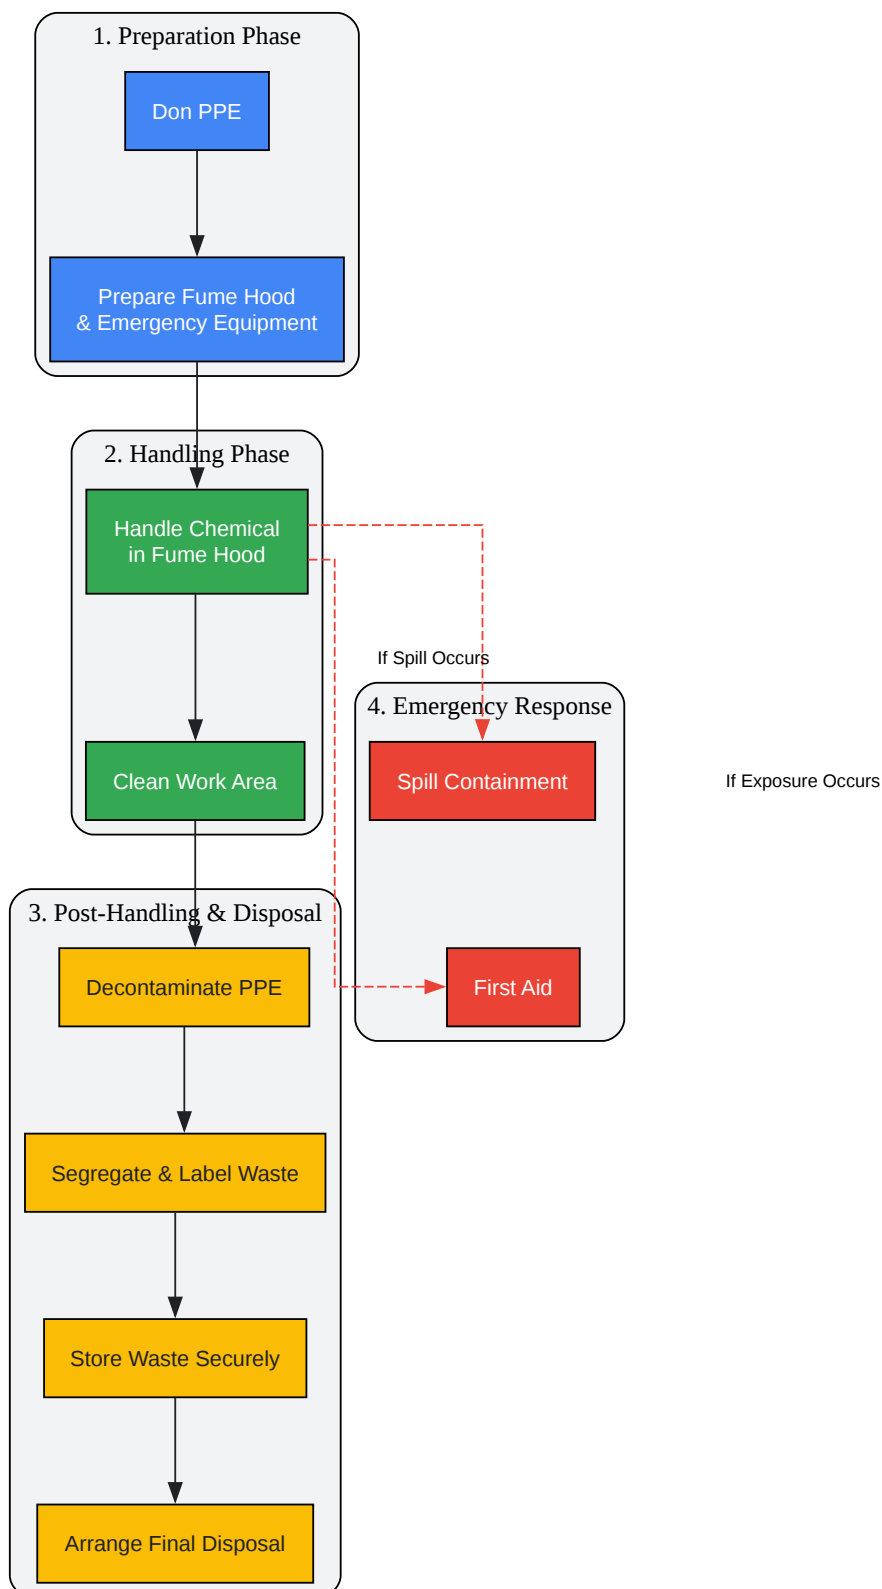 1. Preparation Phase
Don PPE
Prepare Fume Hood
& Emergency Equipment
2. Handling Phase
Handle Chemical
in Fume Hood
If Spill Occurs
4. Emergency Response
Clean Work Area
Spill Containment
If Exposure Occurs
3. Post-Handling & Disposal
Decontaminate PPE
First Aid
Segregate & Label Waste
Store Waste Securely
Arrange Final Disposal